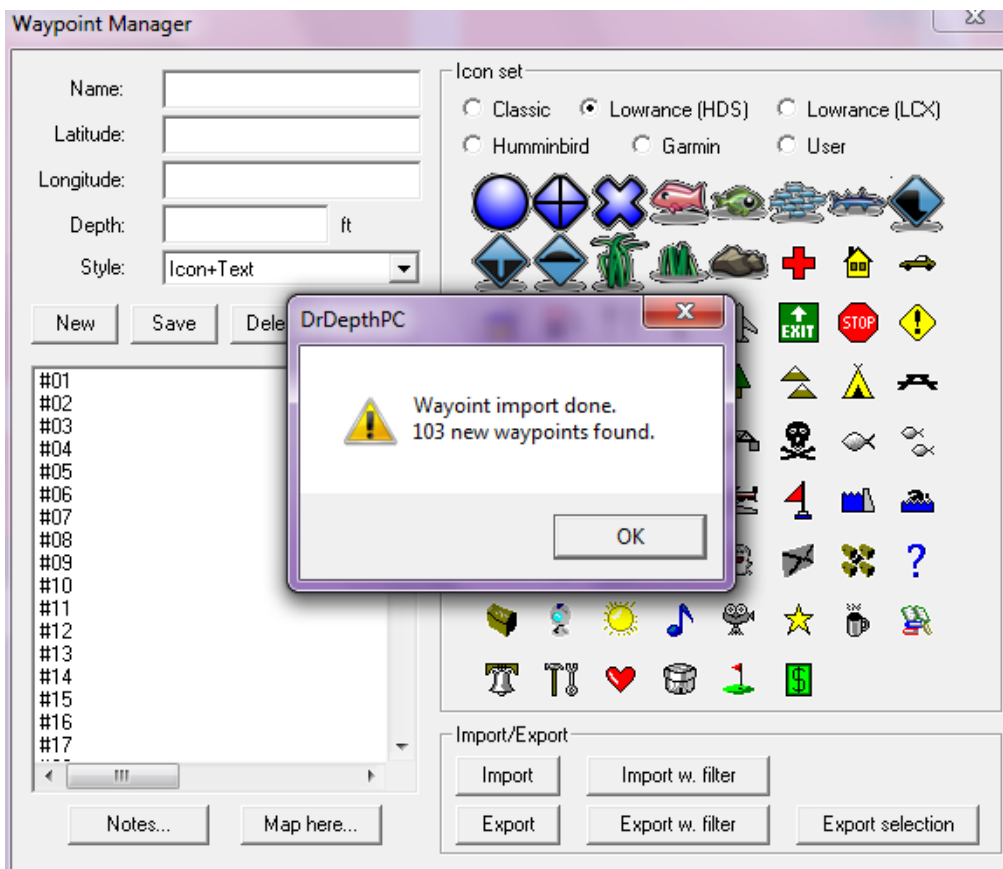 Waypoint Manager
Name:
Latitude:
Longitude:
Depth:
ft
Style:
Icon+Text
New
Save
Dele
#01
#02
#03
#04
#05
#06
#07
#08
#09
#10
#11
#12
#13
#14
#15
#16
#17
Notes...
Map here...
Icon set
Classic
Lowrance (HDS)
Lowrance (LCX)
Humminbird
Garmin
User
EXIT
STOP
?
$
DrDepthPC
Wayoint import done.
103 new waypoints found.
OK
Import/Export
Import
Import w. filter
Export
Export w. filter
Export selection